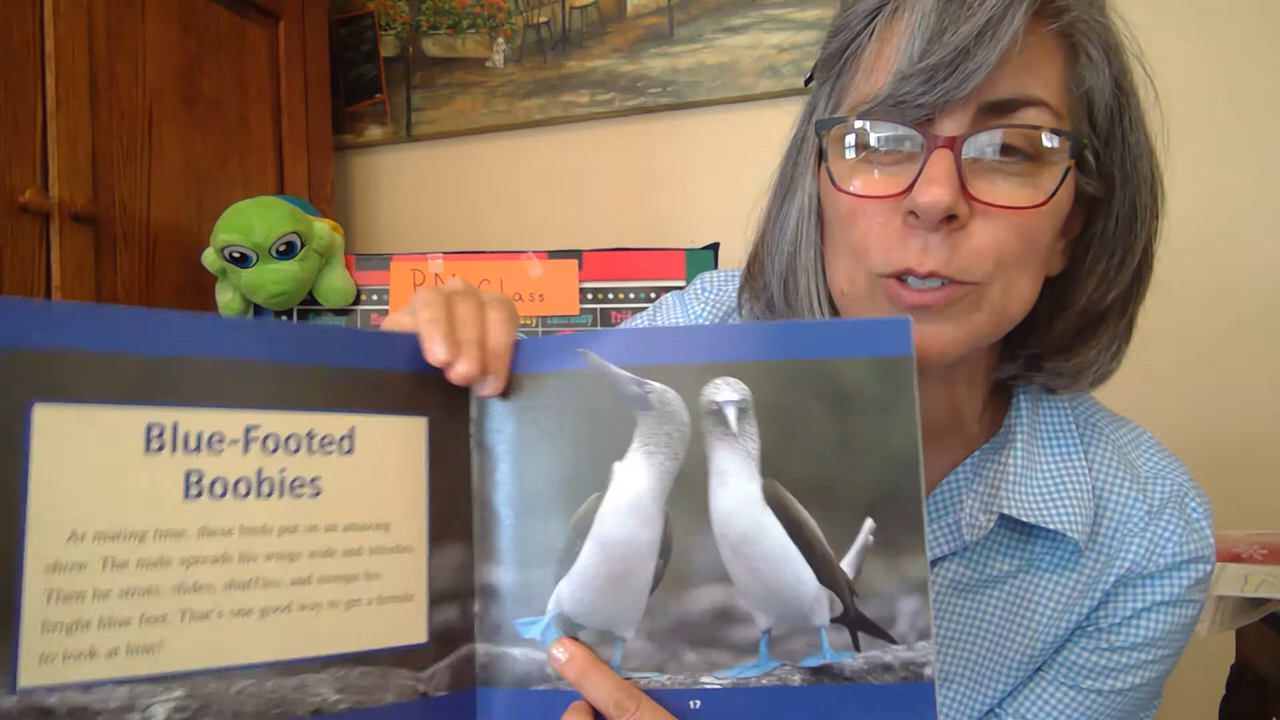 PM Class
Thursday
Blue-Footed
Boobies
At mating time, these birds put on an amazing
show. The male spreads his wings wide and whistles.
Then he struts, slides, shuffles, and stomps his
bright blue feet. That's one good way to get a female
to look at him!
17